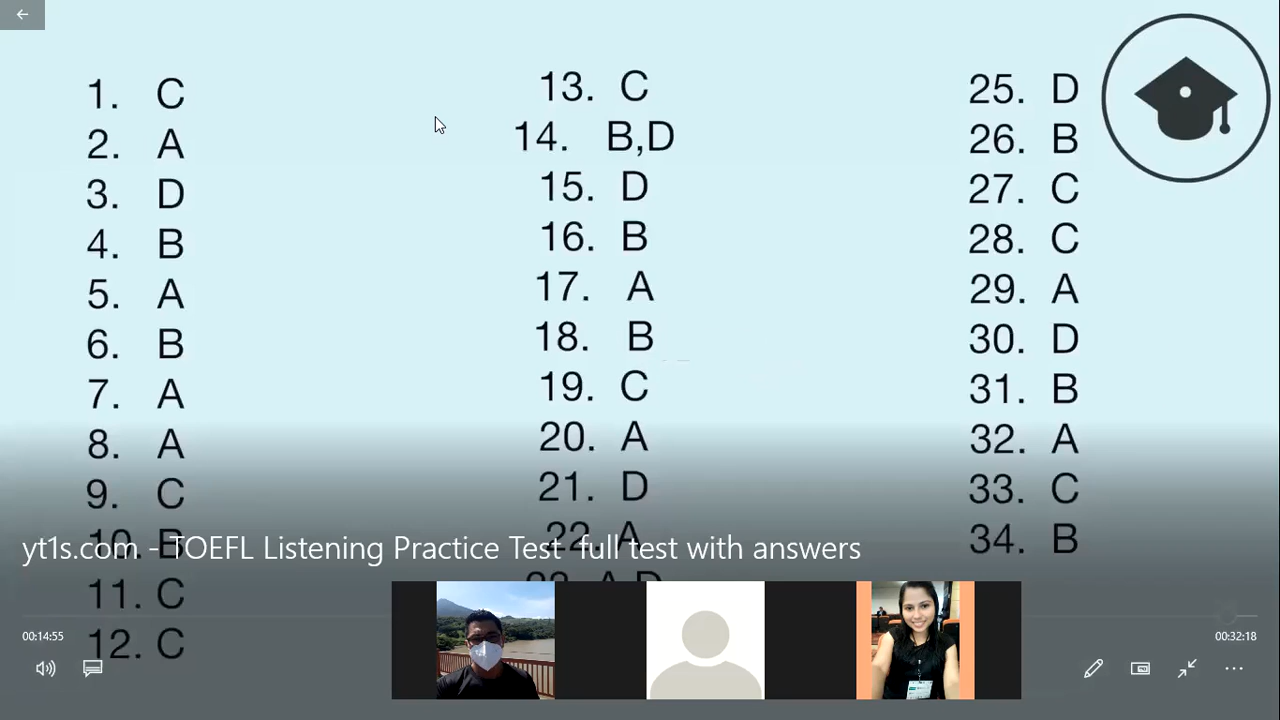 1. C
2. A
3. D
4. B
5. A
6. B
7. A
8. A
9. C
10. B
11. C
12. C
13. C
14. B,D
15. D
16. B
17. A
18. B
19. C
20. A
21. D
22. A
25. D
26. B
27. C
28. C
29. A
30. D
31. B
32. A
33. C
34. B
yt1s.com. - TOEFL Listening Practice Test full test with answers
00:14:55
00:32:18